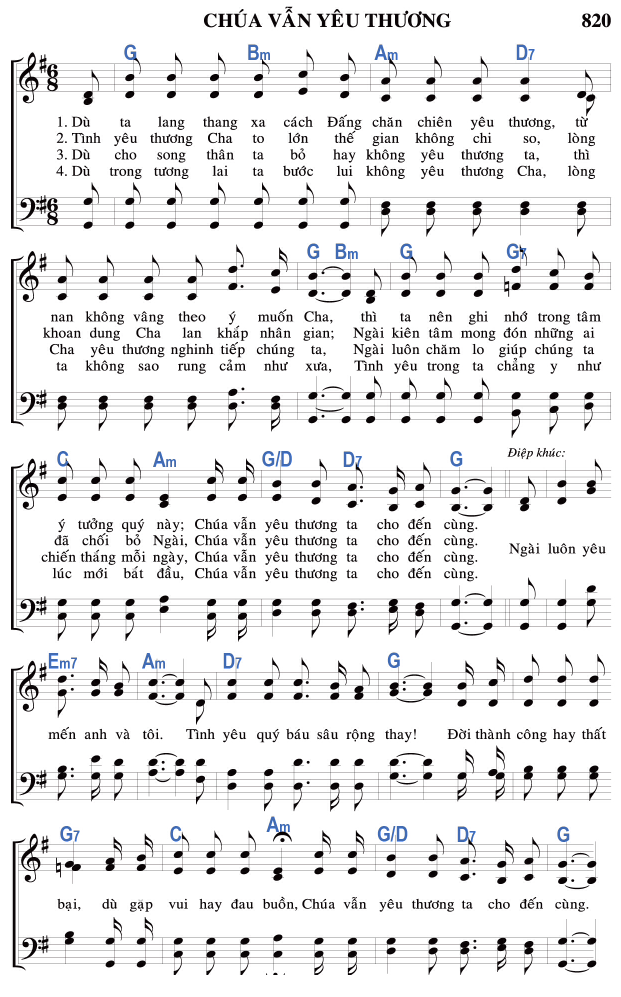 CHÚA VẪN YÊU THƯƠNG 820
G Bm Am D7
6 8
1. Dù ta lang thang xa cách Đấng chăn chiên yêu thương, từ
2. Tình yêu thương Cha to lớn thế gian không chi so, lòng
3. Dù cho song thân ta bỏ hay không yêu thương ta, thì
4. Dù trong tương lai ta bước lui không yêu thương Cha, lòng
6 8
G Bm G G7
nan không vâng theo ý muốn Cha, thì ta nên ghi nhớ trong tâm
khoan dung Cha lan khắp nhân gian; Ngài kiên tâm mong đón những ai
Cha yêu thương nghinh tiếp chúng ta, Ngài luôn chăm lo giúp chúng ta
ta không sao rung cảm như xưa, Tình yêu trong ta chẳng y như
Điệp khúc:
C Am G/D D7 G
ý tưởng quý này; Chúa vẫn yêu thương ta cho đến cùng.
đã chối bỏ Ngài, Chúa vẫn yêu thương ta cho đến cùng.
chiến tháng mỗi ngày, Chúa vẫn yêu thương ta cho đến cùng.
lúc mới bắt đầu, Chúa vẫn yêu thương ta cho đến cùng.
Ngài luôn yêu
Em7 Am D7 G
mến anh và tôi. Tình yêu quý báu sâu rộng thay! Đời thành công hay thất
G7 C Am G/D D7 G
bại, dù gặp vui hay đau buồn, Chúa vẫn yêu thương ta cho đến cùng.